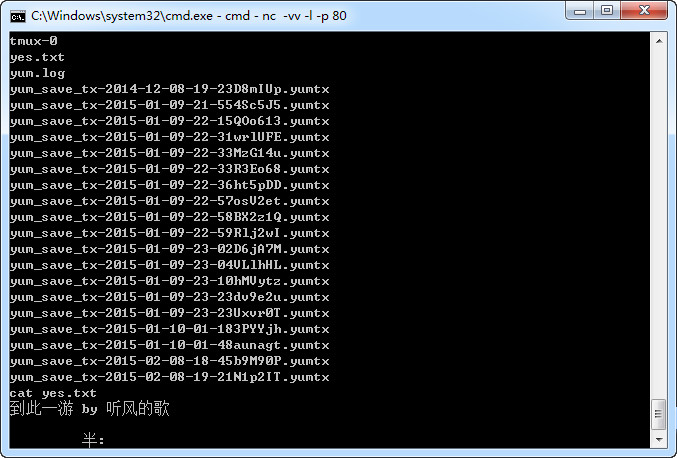 C:\Windows\system32\cmd.exe - cmd - nc -vv -l -p 80
tmux-0
yes.txt
yum.log
yum_save_tx-2014-12-08-19-23D8mIUp.yumtx
yum_save_tx-2015-01-09-21-554Sc5J5.yumtx
yum_save_tx-2015-01-09-22-15QOo613.yumtx
yum_save_tx-2015-01-09-22-31wrlUFE.yumtx
yum_save_tx-2015-01-09-22-33MzG14u.yumtx
yum_save_tx-2015-01-09-22-33R3Eo68.yumtx
yum_save_tx-2015-01-09-22-36ht5pDD.yumtx
yum_save_tx-2015-01-09-22-57osV2et.yumtx
yum_save_tx-2015-01-09-22-58BX2z1Q.yumtx
yum_save_tx-2015-01-09-22-59Rlj2wI.yumtx
yum_save_tx-2015-01-09-23-02D6jA7M.yumtx
yum_save_tx-2015-01-09-23-04VLlhHL.yumtx
yum_save_tx-2015-01-09-23-10hMVytz.yumtx
yum_save_tx-2015-01-09-23-23dv9e2u.yumtx
yum_save_tx-2015-01-09-23-23Uxvr0T.yumtx
yum_save_tx-2015-01-10-01-183PYYjh.yumtx
yum_save_tx-2015-01-10-01-48aunagt.yumtx
yum_save_tx-2015-02-08-18-45b9M90P.yumtx
yum_save_tx-2015-02-08-19-21N1p2IT.yumtx
cat yes.txt
到此一游 by 听风的歌
半: